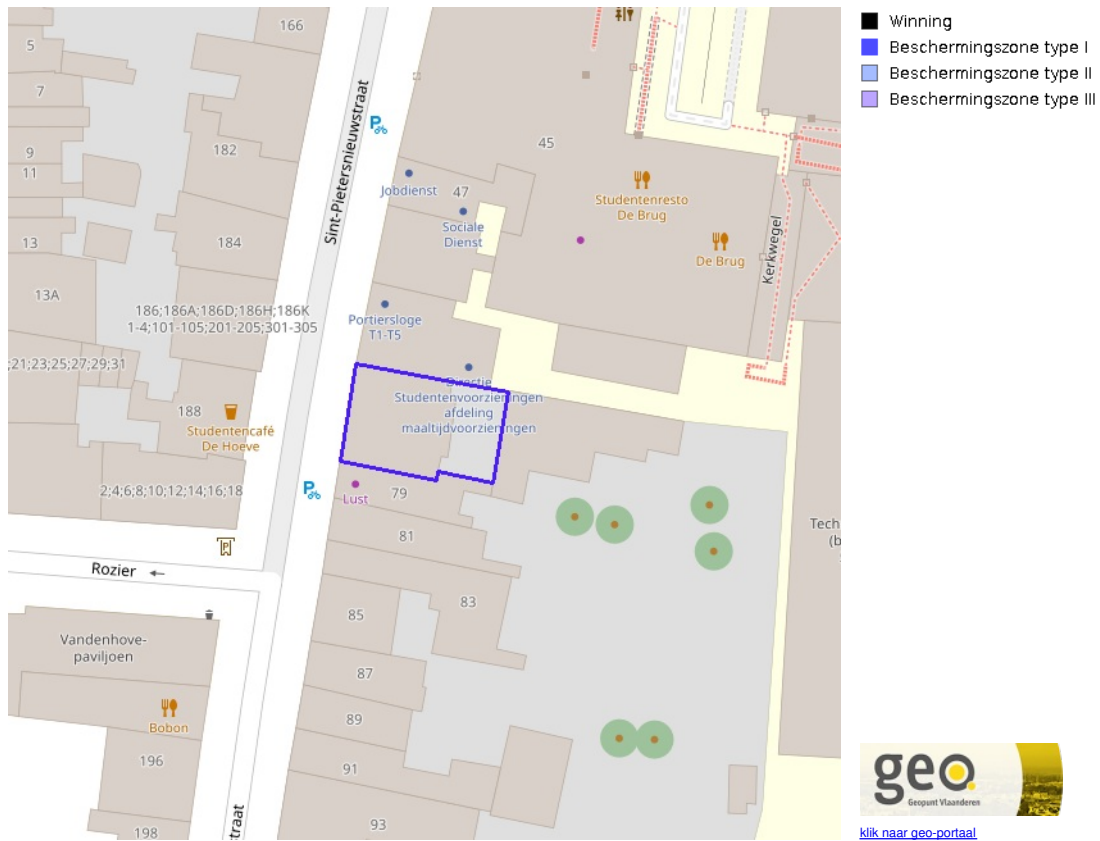 166
5
7
9
11
13
13A
182
184
Sint-Pietersnieuwstraat
186;186A;186D;186H;186K
1-4;101-105;201-205;301-305
;21;23;25;27;29;31
188
Studentencafé
De Hoeve
2;4;6;8;10;12;14;16;18
P
Rozier
Vandenhove-
paviljoen
Bobon
196
198
straat
P
P
45
47
Jobdienst
Sociale
Dienst
Studentenresto
De Brug
De Brug
Kerkwegel
Portiersloge
T1-T5
Directie
Studentenvoorzieningen
afdeling
maaltijdvoorzieningen
Lust
79
81
83
85
87
89
91
93
Tech
(b
Winning
Beschermingszone type I
Beschermingszone type II
Beschermingszone type III
geo.
Geopunt Vlaanderen
klik naar geo-portaal